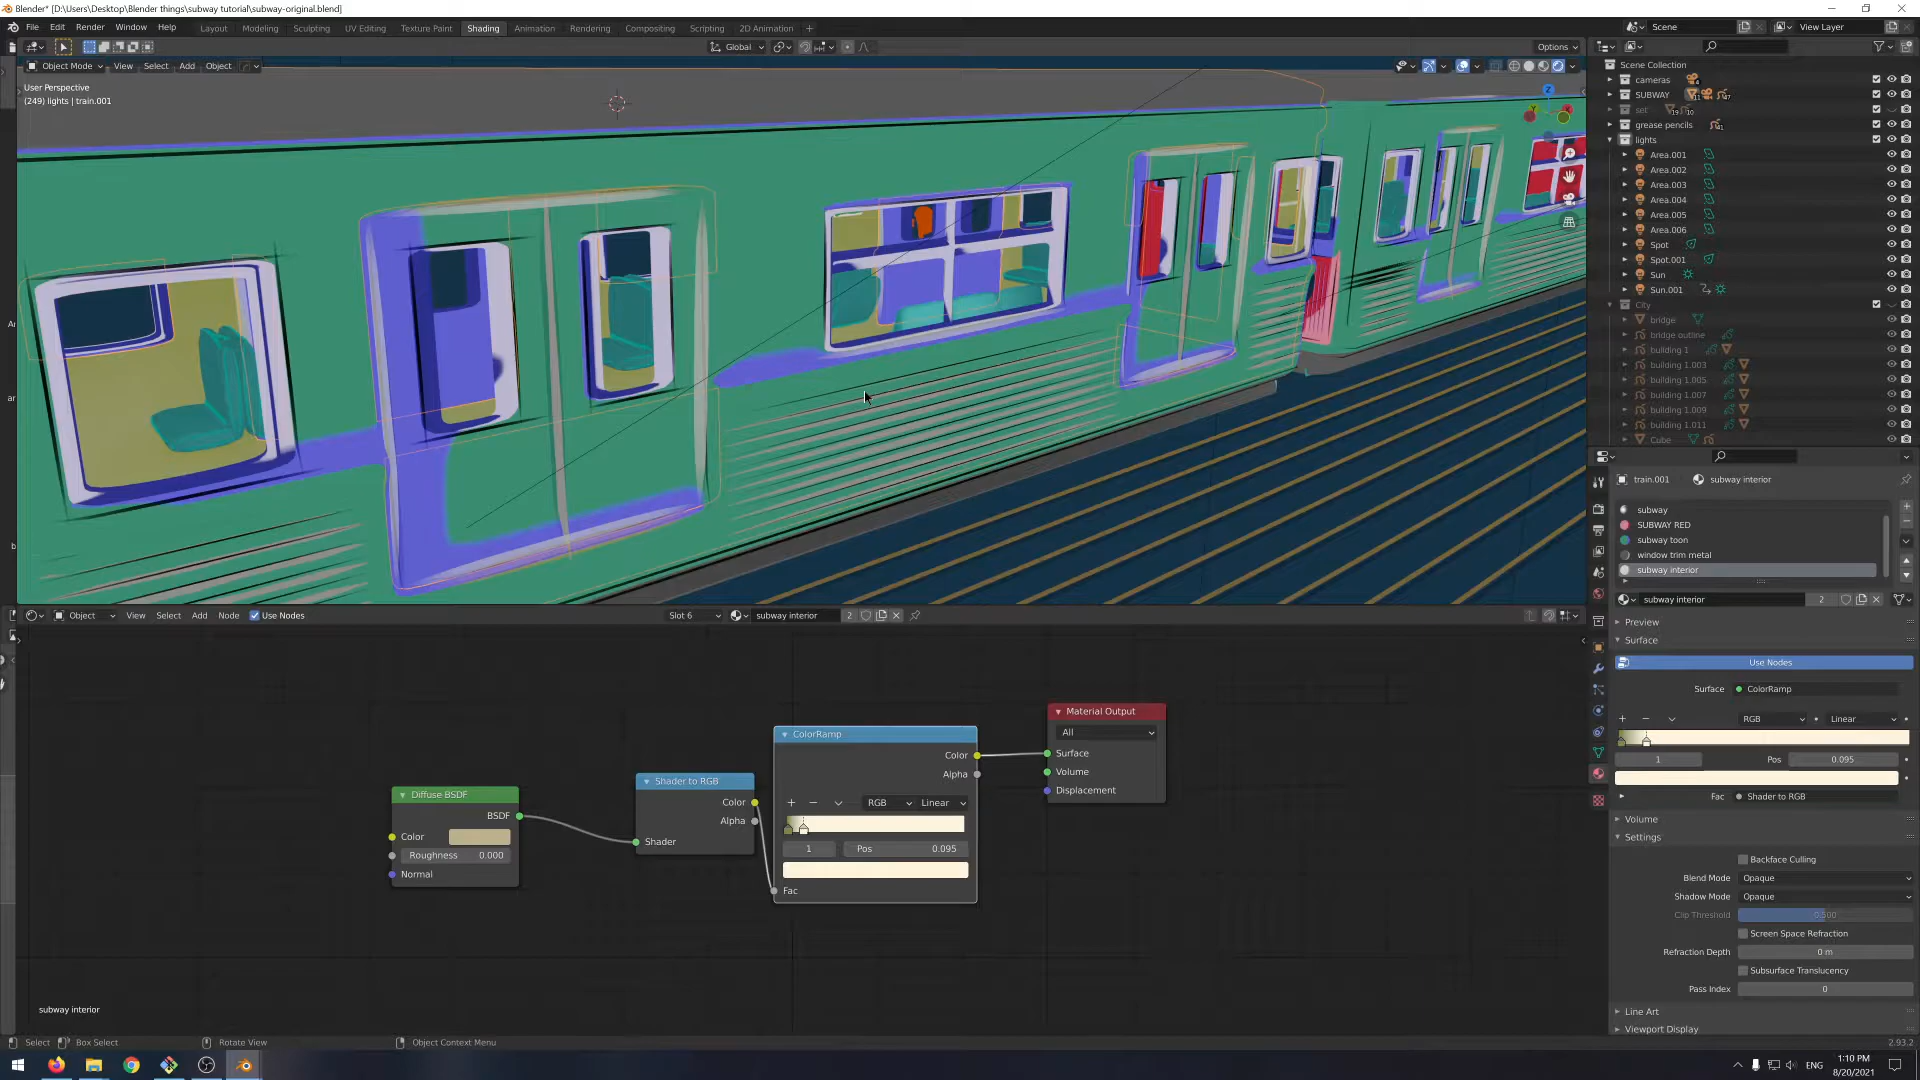 Blender* [D:\Users\Desktop\Blender things\subway tutorial\subway-original.blend]
File Edit Render Window Help Layout Modeling Sculpting UV Editing Texture Paint Shading Animation Rendering Compositing Scripting 2D Animation + Scene View Layer
Global Options
Object Mode View Select Add Object
User Perspective
(249) lights | train.001
Scene Collection
cameras
SUBWAY
set
grease pencils
lights
Area.001
Area.002
Area.003
Area.004
Area.005
Area.006
Spot
Spot.001
Sun
Sun.001
City
bridge
bridge outline
building 1
building 1.003
building 1.005
building 1.007
building 1.009
building 1.011
Cube
train.001 subway interior
subway
SUBWAY RED
subway toon
window trim metal
subway interior
subway interior 2
Preview
Surface
Use Nodes
Surface ColorRamp
RGB Linear
1 Pos 0.095
Fac Shader to RGB
Volume
Settings
Backface Culling
Blend Mode Opaque
Shadow Mode Opaque
Clip Threshold 0.500
Screen Space Refraction
Refraction Depth 0 m
Subsurface Translucency
Pass Index 0
Line Art
Viewport Display
Object View Select Add Node Use Nodes Slot 6 subway interior 2
Diffuse BSDF
BSDF
Color
Roughness 0.000
Normal
Shader to RGB
Color
Alpha
Shader
ColorRamp
Color
Alpha
RGB Linear
1 Pos 0.095
Fac
Material Output
All
Surface
Volume
Displacement
subway interior
Select Box Select Rotate View Object Context Menu 2.93.2
ENG 1:10 PM
8/20/2021